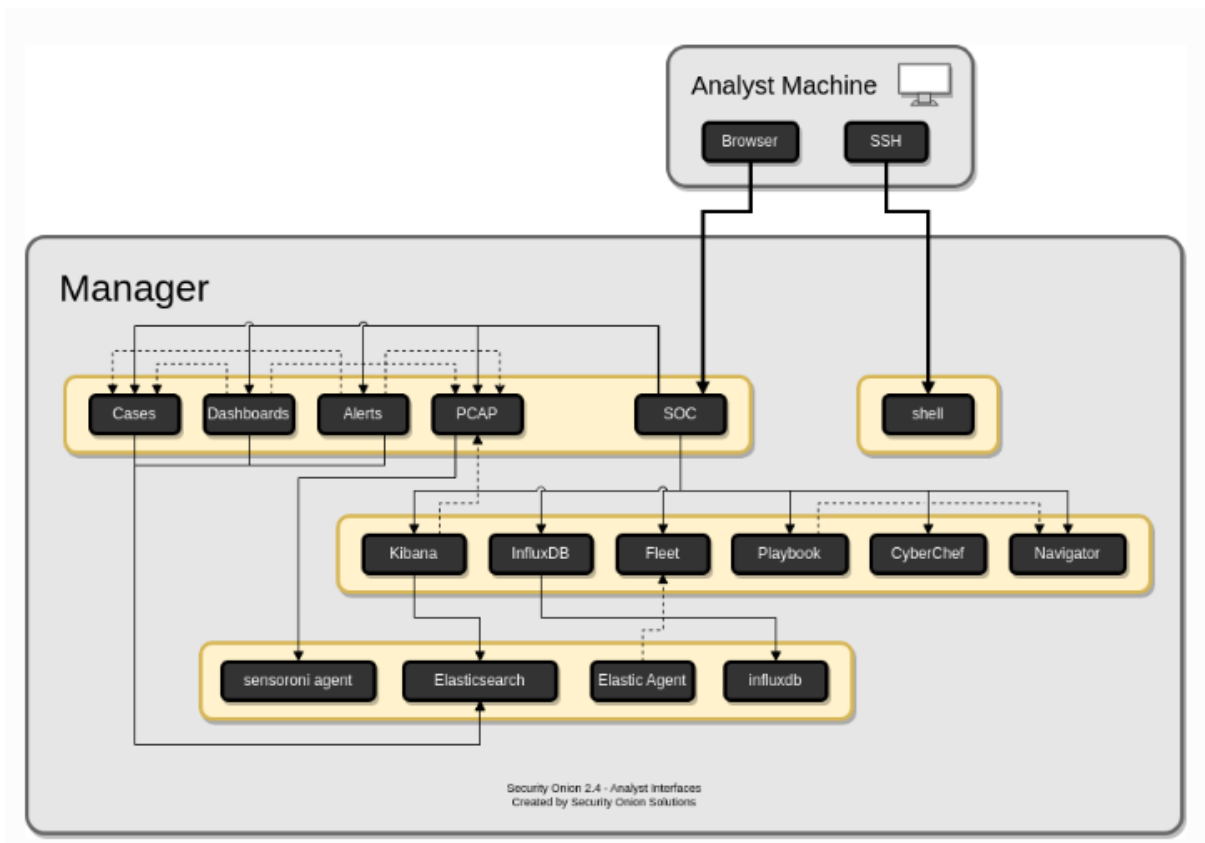 Analyst Machine
Browser
SSH
Manager
Cases
Dashboards
Alerts
PCAP
SOC
shell
Kibana
InfluxDB
Fleet
Playbook
CyberChef
Navigator
sensoroni agent
Elasticsearch
Elastic Agent
influxdb
Security Onion 2.4 - Analyst Interfaces
Created by Security Onion Solutions